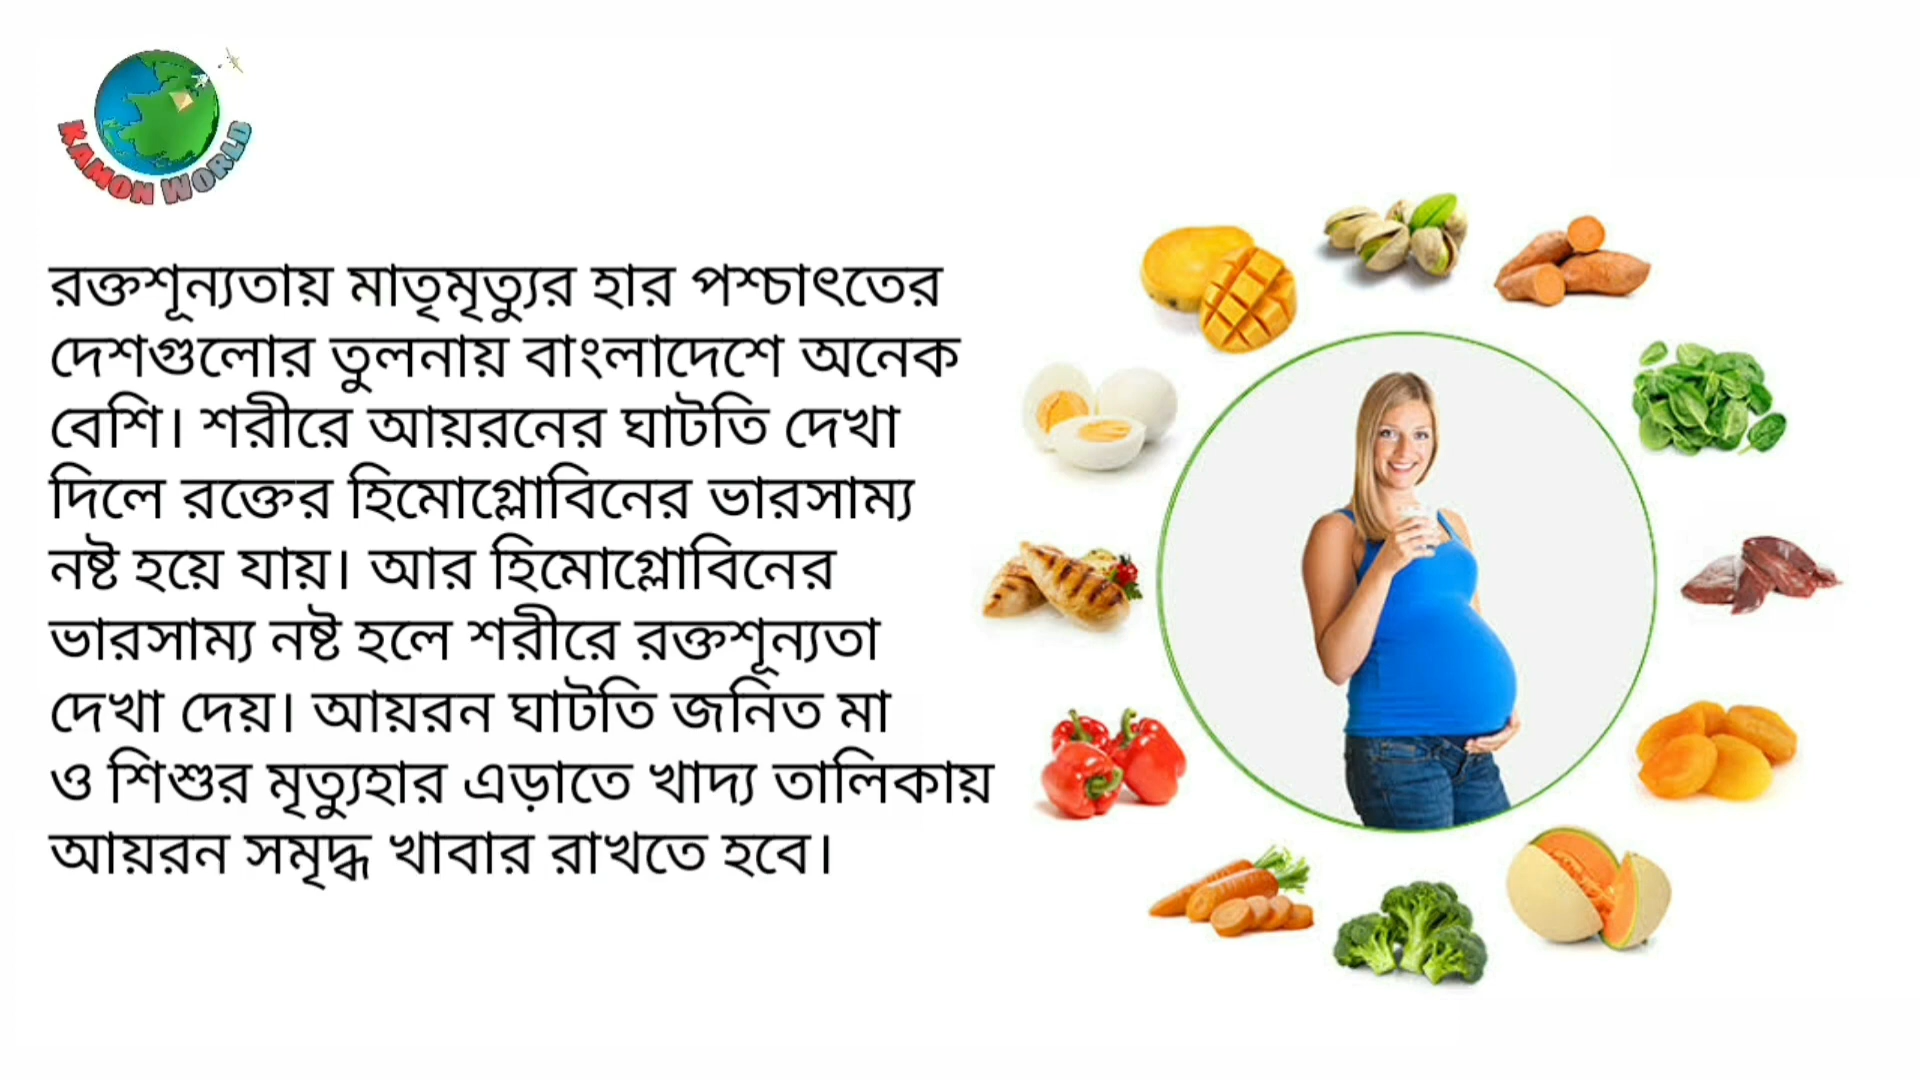 KAMON WORLD
রক্তশূন্যতায় মাতৃমৃত্যুর হার পশ্চাৎতের
দেশগুলোর তুলনায় বাংলাদেশে অনেক
বেশি। শরীরে আয়রনের ঘাটতি দেখা
দিলে রক্তের হিমোগ্লোবিনের ভারসাম্য
নষ্ট হয়ে যায়। আর হিমোগ্লোবিনের
ভারসাম্য নষ্ট হলে শরীরে রক্তশূন্যতা
দেখা দেয়। আয়রন ঘাটতি জনিত মা
ও শিশুর মৃত্যুহার এড়াতে খাদ্য তালিকায়
আয়রন সমৃদ্ধ খাবার রাখতে হবে।